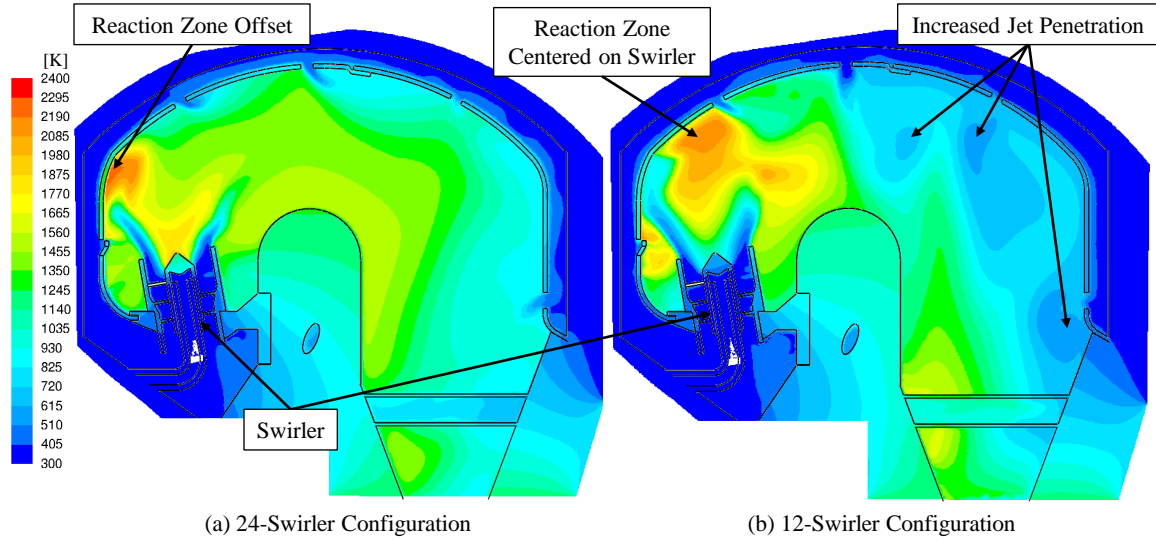 Reaction Zone Offset
Reaction Zone
Centered on Swirler
Increased Jet Penetration
[K]
2400
2295
2190
2085
1980
1875
1770
1665
1560
1455
1350
1245
1140
1035
930
825
720
615
510
405
300
Swirler
(a) 24-Swirler Configuration
(b) 12-Swirler Configuration